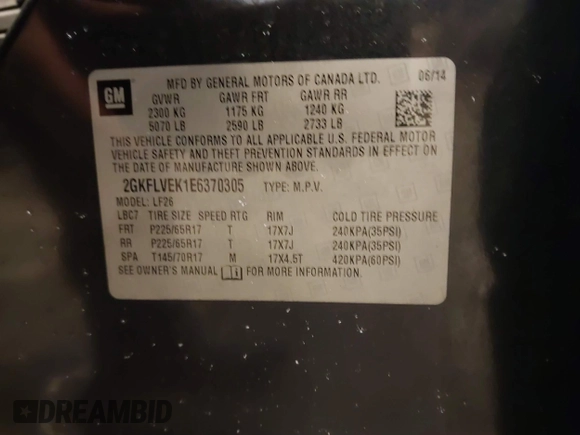 GM
MFD BY GENERAL MOTORS OF CANADA LTD. 06/14
GVWR GAWR FRT GAWR RR
2300 KG 1175 KG 1240 KG
5070 LB 2590 LB 2733 LB
THIS VEHICLE CONFORMS TO ALL APPLICABLE U.S. FEDERAL MOTOR
VEHICLE SAFETY AND THEFT PREVENTION STANDARDS IN EFFECT ON
THE DATE OF MANUFACTURE SHOWN ABOVE.
2GKFLVEK1E6370305 TYPE: M.P.V.
MODEL: LF26
LBC7 TIRE SIZE SPEED RTG RIM COLD TIRE PRESSURE
FRT P225/65R17 T 17X7J 240KPA(35PSI)
RR P225/65R17 T 17X7J 240KPA(35PSI)
SPA T145/70R17 M 17X4.5T 420KPA(60PSI)
SEE OWNER'S MANUAL FOR MORE INFORMATION.
DREAMBID